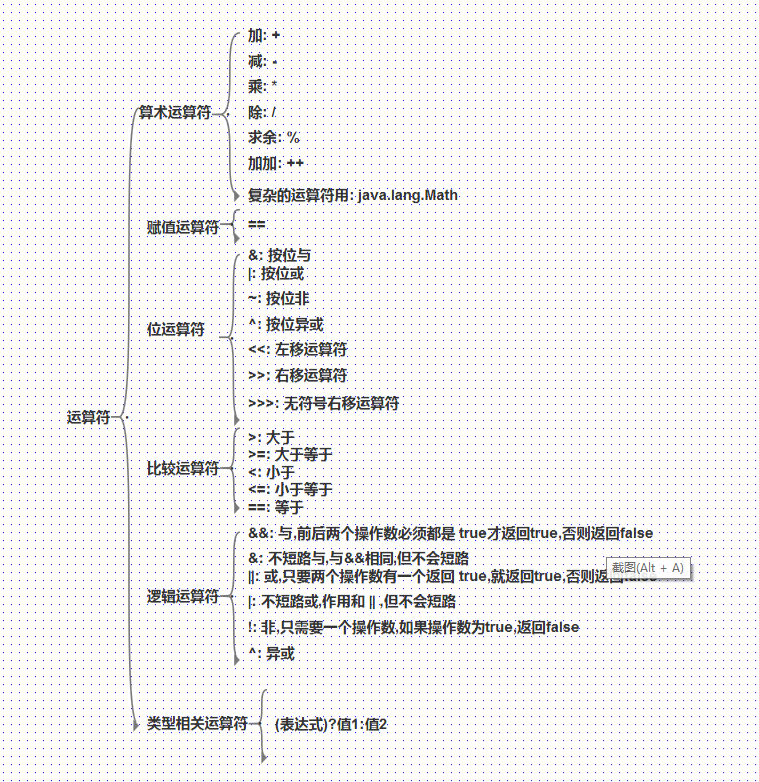 加: +
减: -
乘: *
算术运算符
除: /
求余: %
加加: ++
复杂的运算符用: java.lang.Math
赋值运算符
==
&: 按位与
|: 按位或
~: 按位非
位运算符
^: 按位异或
<<: 左移运算符
>>: 右移运算符
>>>: 无符号右移运算符
运算符
>: 大于
>=: 大于等于
比较运算符
<: 小于
<=: 小于等于
==: 等于
&&: 与,前后两个操作数必须都是 true才返回true,否则返回false
&: 不短路与,与&&相同,但不会短路
截图(Alt + A)
||: 或,只要两个操作数有一个返回 true,就返回true,否则返回false
逻辑运算符
|: 不短路或,作用和 || ,但不会短路
!: 非,只需要一个操作数,如果操作数为true,返回false
^: 异或
类型相关运算符
(表达式)?值1:值2